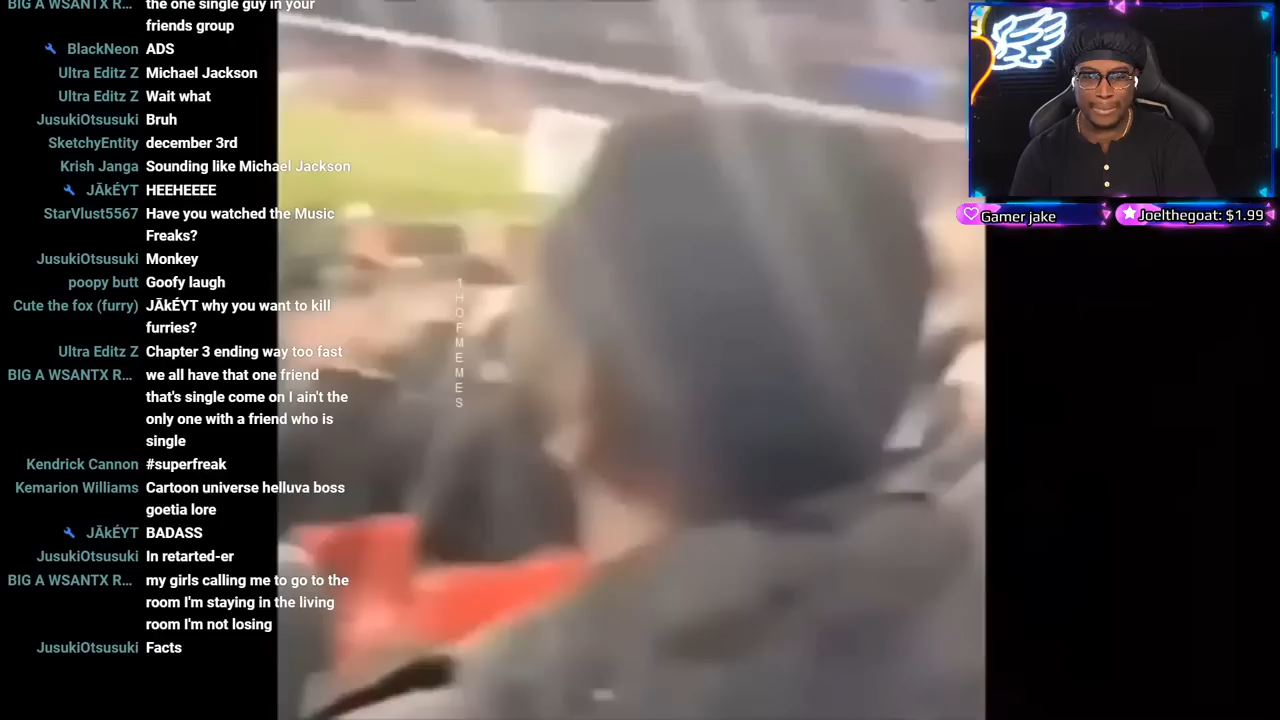 BIG A WSANTX R... the one single guy in your
friends group
BlackNeon ADS
Ultra Editz Z Michael Jackson
Ultra Editz Z Wait what
JusukiOtsusuki Bruh
SketchyEntity december 3rd
Krish Janga Sounding like Michael Jackson
JÃkÉYT HEEHEEEE
StarVlust5567 Have you watched the Music
Freaks?
JusukiOtsusuki Monkey
poopy butt Goofy laugh
Cute the fox (furry) JÃkÉYT why you want to kill
furries?
Ultra Editz Z Chapter 3 ending way too fast
BIG A WSANTX R... we all have that one friend
that's single come on I ain't the
only one with a friend who is
single
Kendrick Cannon #superfreak
Kemarion Williams Cartoon universe helluva boss
goetia lore
JÃkÉYT BADASS
JusukiOtsusuki In retarted-er
BIG A WSANTX R... my girls calling me to go to the
room I'm staying in the living
room I'm not losing
JusukiOtsusuki Facts
1HOFMEMES
Gamer jake
Joelthegoat: $1.99